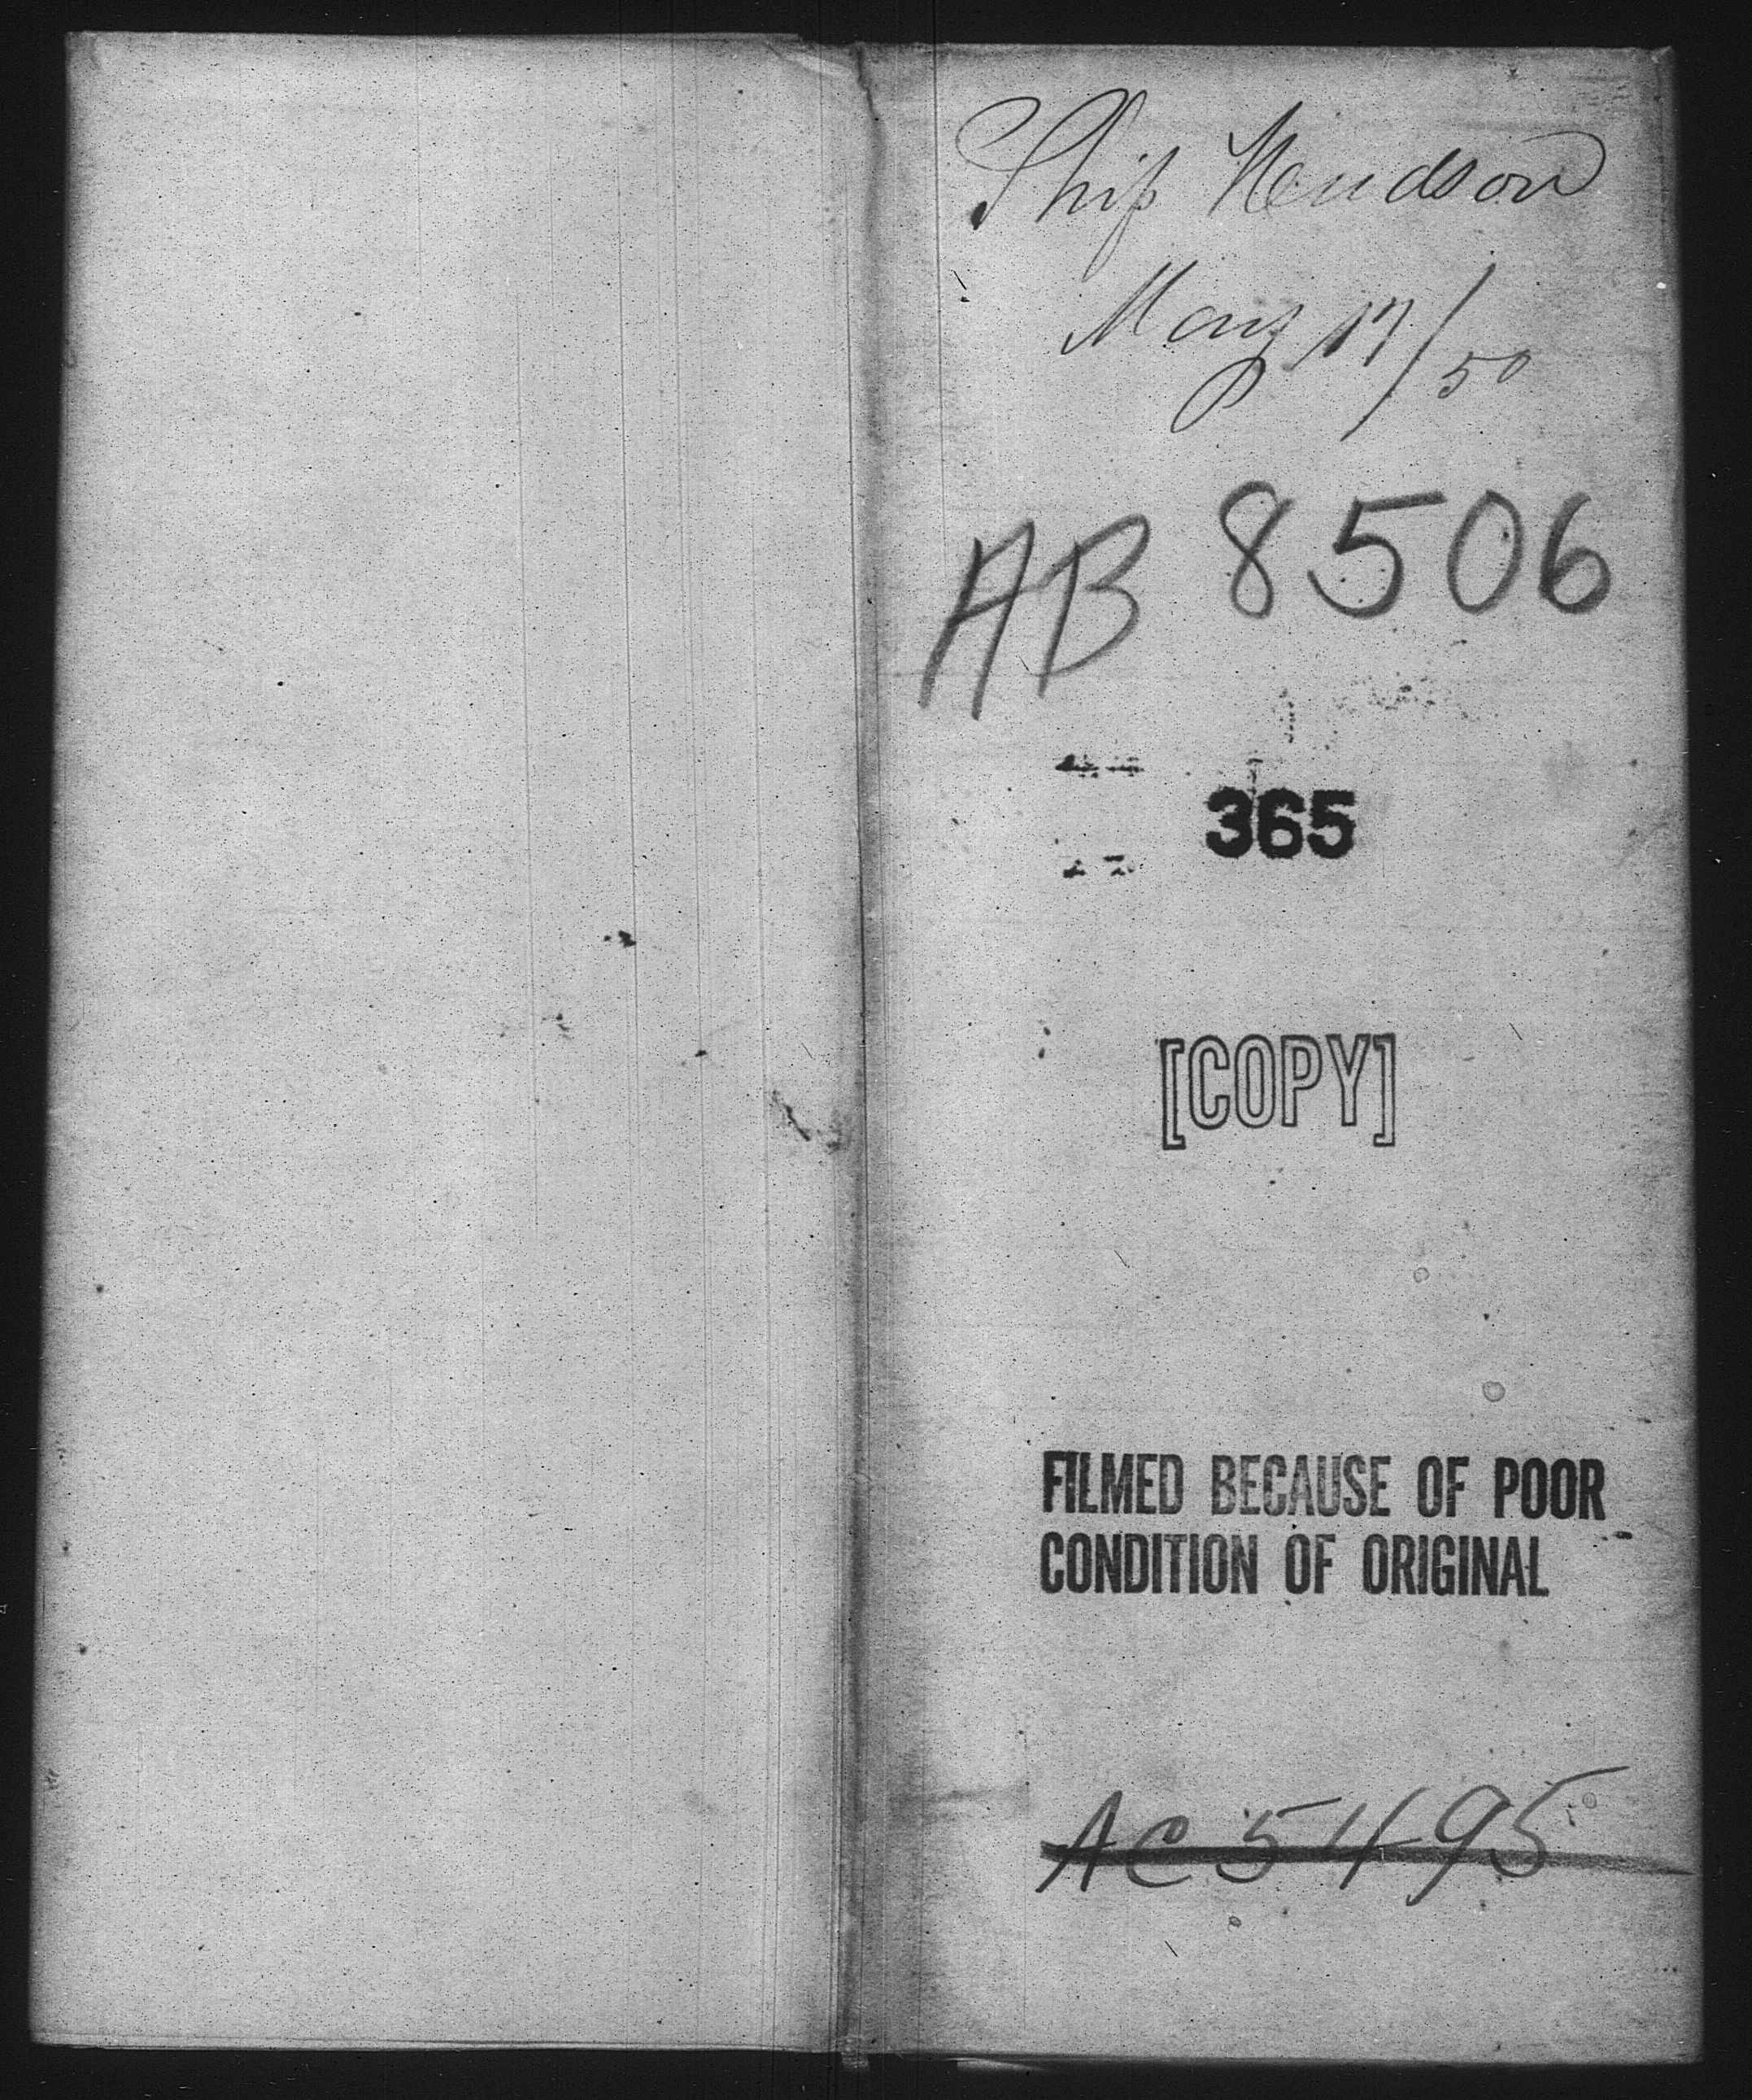 Ship Hudson
May 17/50
AB 8506
365
[COPY]
FILMED BECAUSE OF POOR
CONDITION OF ORIGINAL
AC 5495